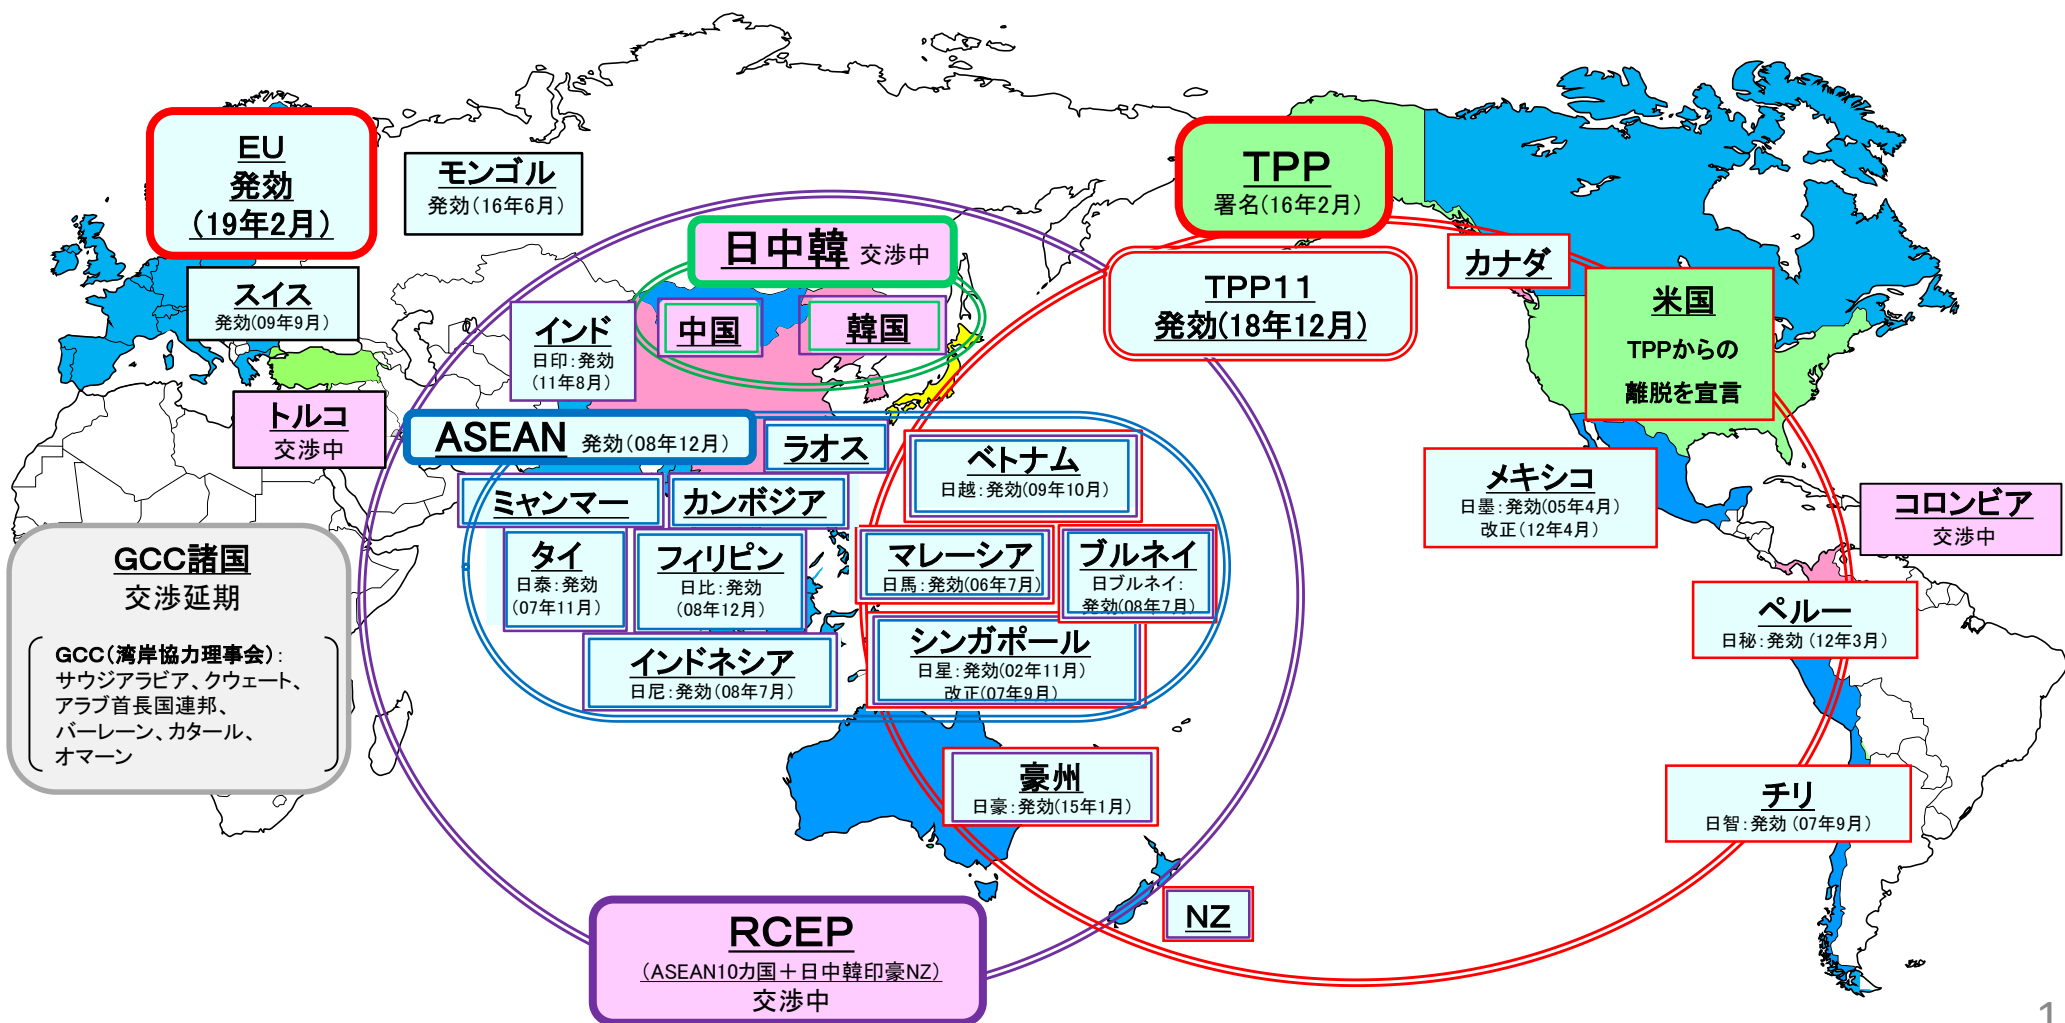 EU
発効
(19年2月)
モンゴル
発効(16年6月)
スイス
発効(09年9月)
トルコ
交渉中
GCC諸国
交渉延期
GCC(湾岸協力理事会):
サウジアラビア、クウェート、
アラブ首長国連邦、
バーレーン、カタール、
オマーン
日中韓 交渉中
中国
韓国
インド
日印:発効
(11年8月)
ASEAN 発効(08年12月)
ラオス
ミャンマー
カンボジア
タイ
日泰:発効
(07年11月)
フィリピン
日比:発効
(08年12月)
インドネシア
日尼:発効(08年7月)
ベトナム
日越:発効(09年10月)
マレーシア
日馬:発効(06年7月)
ブルネイ
日ブルネイ:
発効(08年7月)
シンガポール
日星:発効(02年11月)
改正(07年9月)
豪州
日豪:発効(15年1月)
NZ
RCEP
(ASEAN10カ国+日中韓印豪NZ)
交渉中
TPP
署名(16年2月)
TPP11
発効(18年12月)
カナダ
米国
TPPからの
離脱を宣言
メキシコ
日墨:発効(05年4月)
改正(12年4月)
コロンビア
交渉中
ペルー
日秘:発効 (12年3月)
チリ
日智:発効 (07年9月)
1